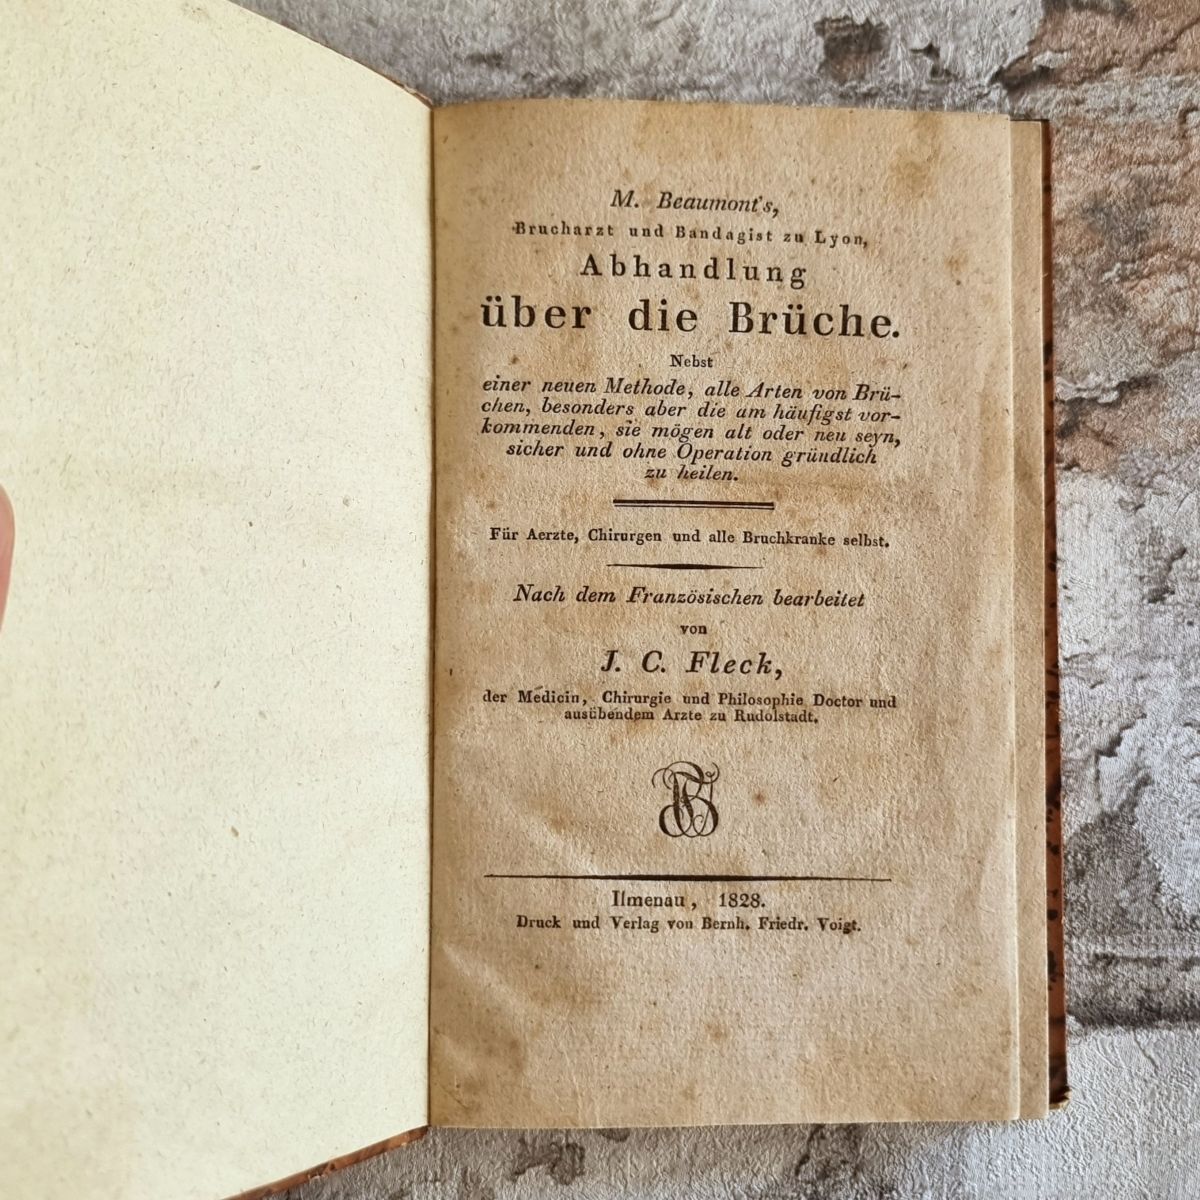 M. Beaumont's,
Brucharzt und Bandagist zu Lyon,
Abhandlung
über die Brüche.
Nebst
einer neuen Methode, alle Arten von Brü-
chen, besonders aber die am häufigst vor-
kommenden, sie mögen alt oder neu seyn,
sicher und ohne Operation gründlich
zu heilen.
Für Aerzte, Chirurgen und alle Bruchkranke selbst.
Nach dem Französischen bearbeitet
von
J. C. Fleck,
der Medicin, Chirurgie und Philosophie Doctor und
ausübendem Arzte zu Rudolstadt.
Ilmenau, 1828.
Druck und Verlag von Bernh. Friedr. Voigt.